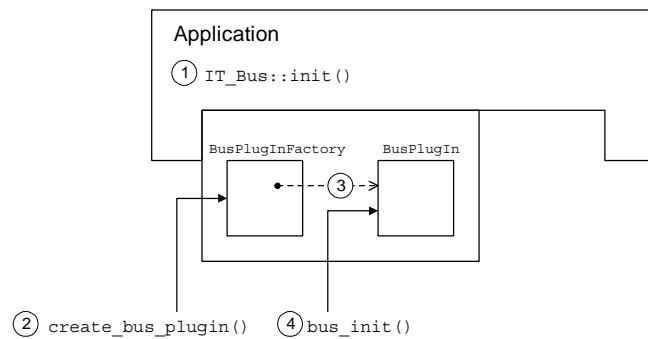 Application
1 IT_Bus::init()
BusPlugInFactory BusPlugIn
3
2 create_bus_plugin() 4 bus_init()